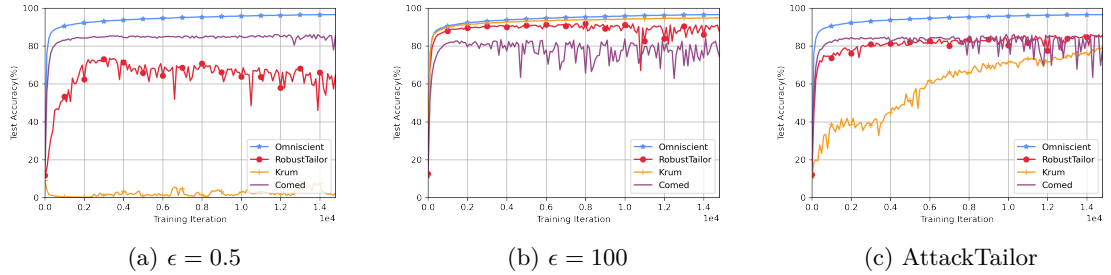 100
80
60
40
20
0
Test Accuracy(%)
Omniscient
RobustTailor
Krum
Comed
0.0 0.2 0.4 0.6 0.8 1.0 1.2 1.4
1e4
Training Iteration
(a) ϵ = 0.5
100
80
60
40
20
0
Test Accuracy(%)
Omniscient
RobustTailor
Krum
Comed
0.0 0.2 0.4 0.6 0.8 1.0 1.2 1.4
1e4
Training Iteration
(b) ϵ = 100
100
80
60
40
20
0
Test Accuracy(%)
Omniscient
RobustTailor
Krum
Comed
0.0 0.2 0.4 0.6 0.8 1.0 1.2 1.4
1e4
Training Iteration
(c) AttackTailor